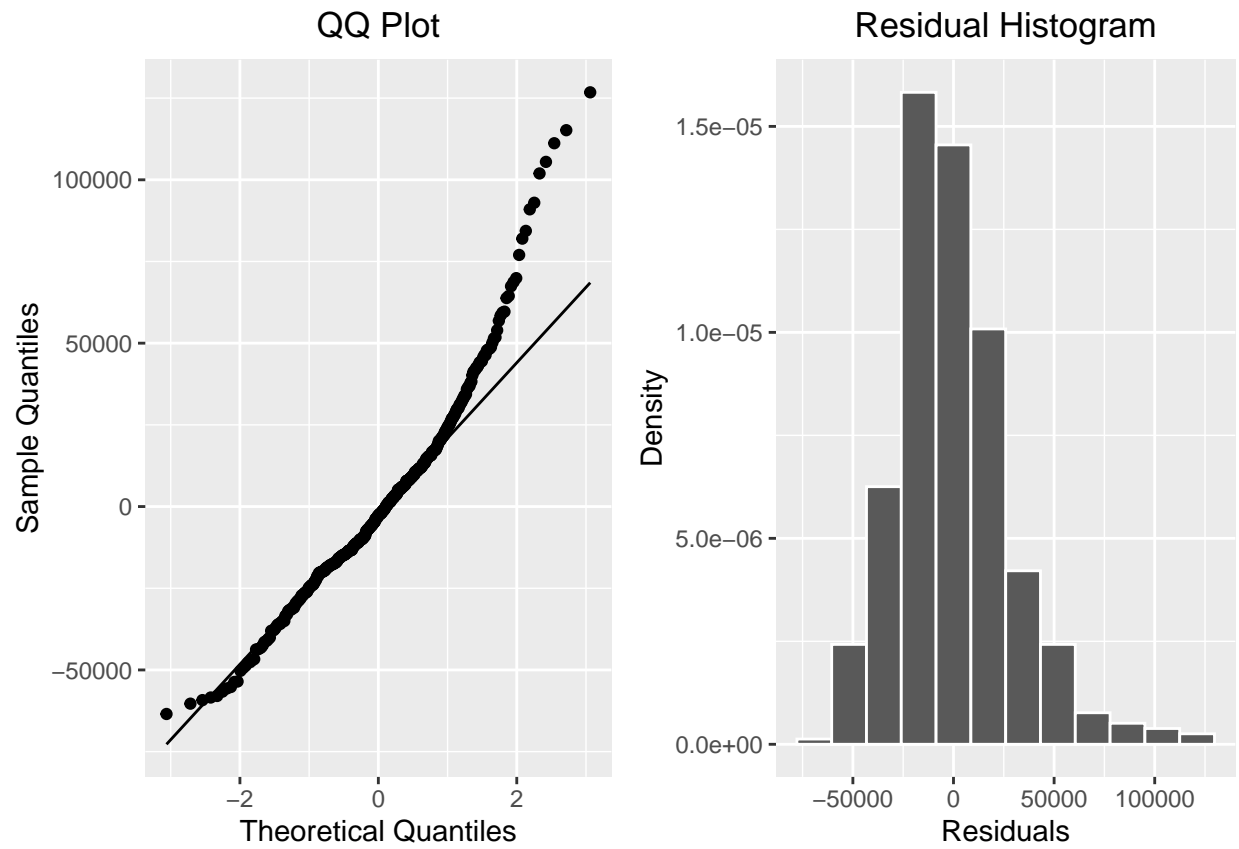 QQ Plot
100000
50000
0
−50000
−2
0
2
Sample Quantiles
Theoretical Quantiles
Residual Histogram
1.5e−05
1.0e−05
5.0e−06
0.0e+00
−50000
0
50000
100000
Density
Residuals